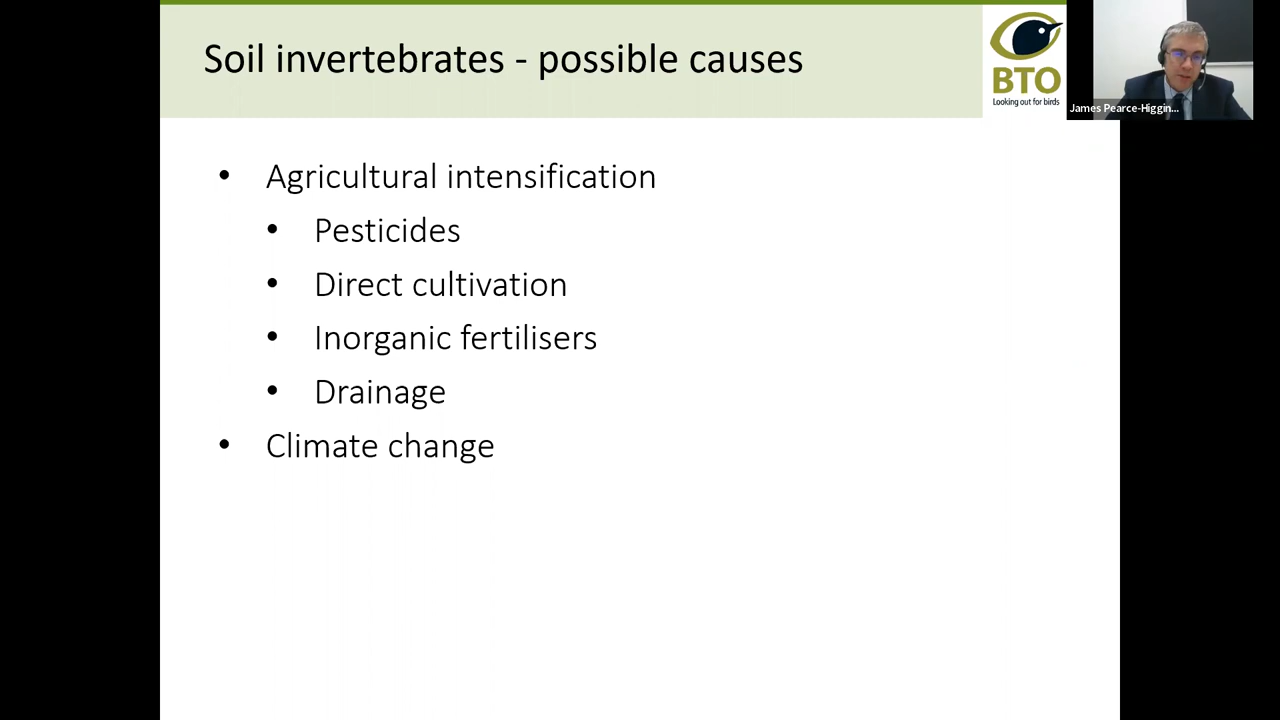 Soil invertebrates - possible causes
BTO
Looking out for birds
James Pearce-Higgin...
• Agricultural intensification
• Pesticides
• Direct cultivation
• Inorganic fertilisers
• Drainage
• Climate change